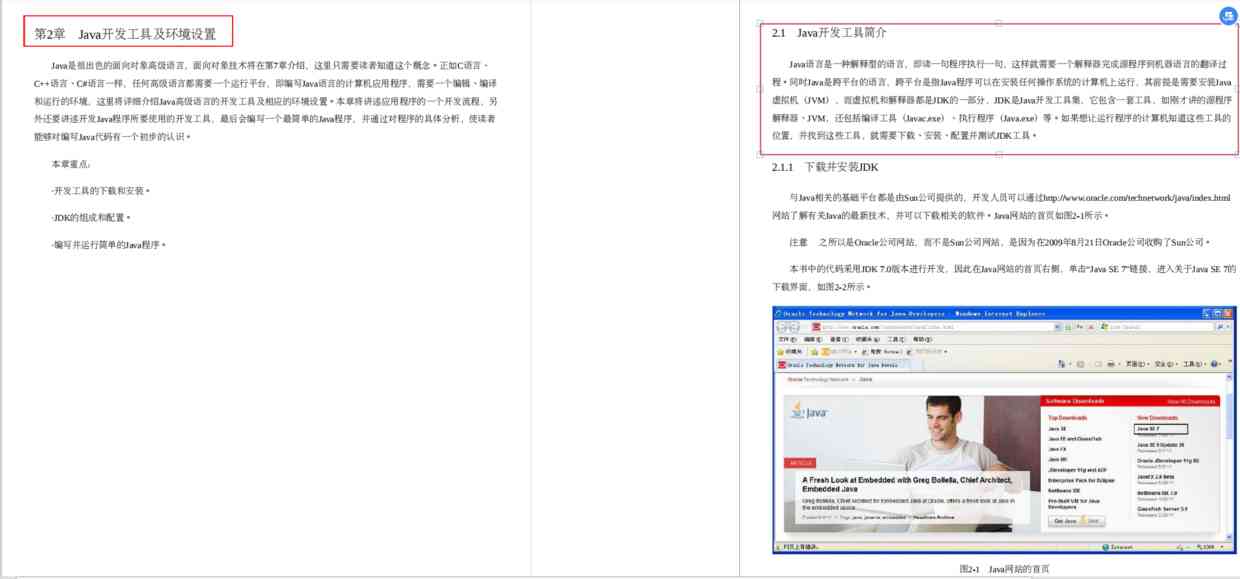 第2章 Java开发工具及环境设置
Java是很出色的面向对象高级语言，面向对象技术将在第7章介绍，这里只需要读者知道这个概念。正如C语言、
C++语言、C#语言一样，任何高级语言都需要一个运行平台，即编写Java语言的计算机应用程序，需要一个编辑、编译
和运行的环境，这里将详细介绍Java高级语言的开发工具及相应的环境设置。本章将讲述应用程序的一个开发流程，另
外还要讲述开发Java程序所要使用的开发工具，最后会编写一个最简单的Java程序，并通过对程序的具体分析，使读者
能够对编写Java代码有一个初步的认识。
本章重点：
·开发工具的下载和安装。
·JDK的组成和配置。
·编写并运行简单的Java程序。
2.1 Java开发工具简介
Java语言是一种解释型的语言，即读一句程序执行一句，这样就需要一个解释器完成源程序到机器语言的翻译过
程。同时Java是跨平台的语言，跨平台是指Java程序可以在安装任何操作系统的计算机上运行，其前提是需要安装Java
虚拟机（JVM），而虚拟机和解释器都是JDK的一部分，JDK是Java开发工具集，它包含一套工具，如刚才讲的源程序
解释器、JVM，还包括编译工具（Javac.exe）、执行程序（Java.exe）等。如果想让运行程序的计算机知道这些工具的
位置，并找到这些工具，就需要下载、安装、配置并测试JDK工具。
2.1.1 下载并安装JDK
与Java相关的基础平台都是由Sun公司提供的，开发人员可以通过http://www.oracle.com/technetwork/java/index.html
网站了解有关Java的最新技术，并可以下载相关的软件。Java网站的首页如图2-1所示。
注意 之所以是Oracle公司网站，而不是Sun公司网站，是因为在2009年8月21日Oracle公司收购了Sun公司。
本书中的代码采用JDK 7.0版本进行开发，因此在Java网站的首页右侧，单击“Java SE 7”链接，进入关于Java SE 7的
下载界面，如图2-2所示。
Oracle Technology Network for Java Developers - Windows Internet Explorer
Oracle Technology Network for Java Develo
Oracle Technology Network > Java
Java
Software Downloads
Top Downloads
New Downloads
Java SE
Java SE 7
Java EE and GlassFish
Java FX
Java ME
JDeveloper 11g and ADF
Enterprise Pack for Eclipse
NetBeans IDE
Pre-Built VM for Java
Developers
GlassFish Server 3.1
ARTICLE
A Fresh Look at Embedded with Greg Bollella, Chief Architect,
Embedded Java
Greg Bollella, Chief Architect for Embedded Java at Oracle, offers a fresh look at Java in
the embedded space.
Get Java
网页上有错误。
Internet
100%
图2-1 Java网站的首页